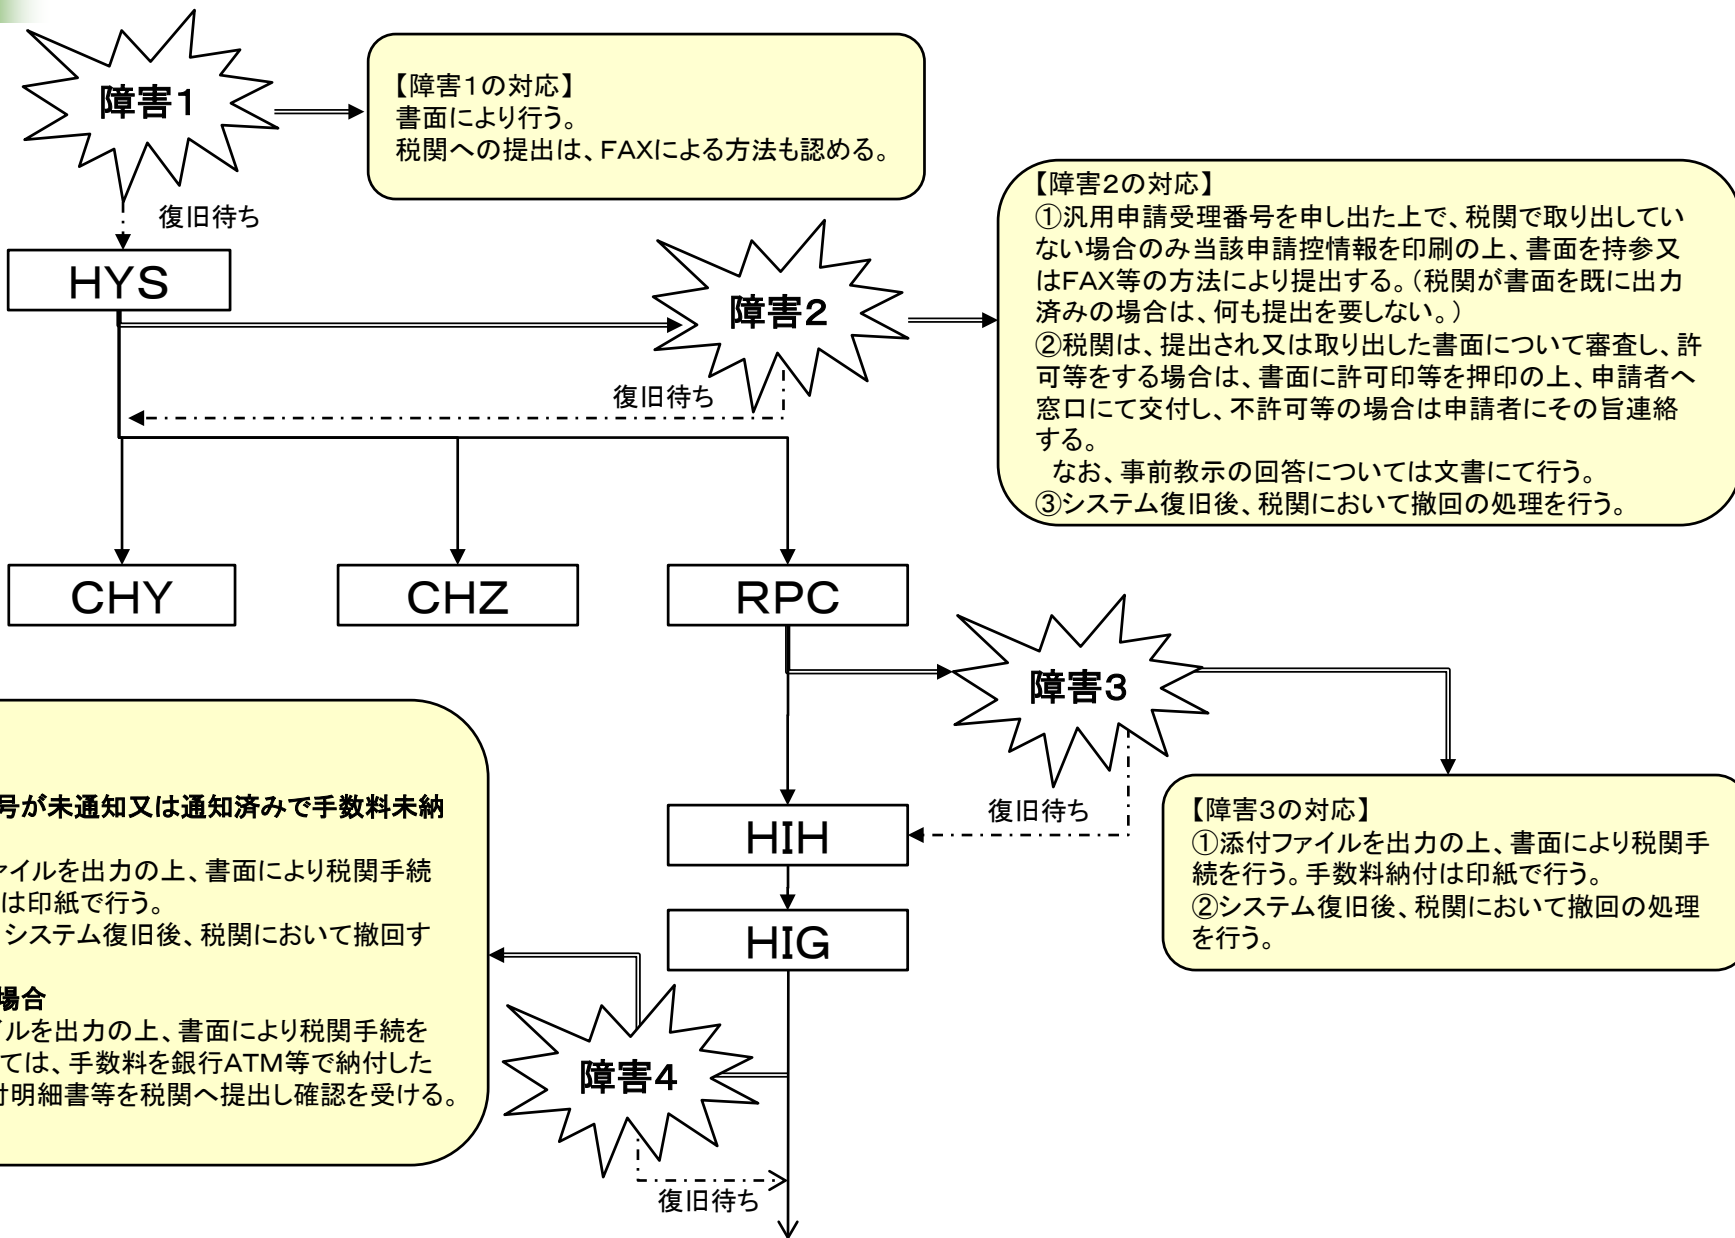 障害1
【障害1の対応】
書面により行う。
税関への提出は、FAXによる方法も認める。
復旧待ち
HYS
障害2
【障害2の対応】
①汎用申請受理番号を申し出た上で、税関で取り出してい
ない場合のみ当該申請控情報を印刷の上、書面を持参又
はFAX等の方法により提出する。（税関が書面を既に出力
済みの場合は、何も提出を要しない。）
②税関は、提出され又は取り出した書面について審査し、許
可等をする場合は、書面に許可印等を押印の上、申請者へ
窓口にて交付し、不許可等の場合は申請者にその旨連絡
する。
なお、事前教示の回答については文書にて行う。
③システム復旧後、税関において撤回の処理を行う。
復旧待ち
CHY
CHZ
RPC
障害3
復旧待ち
【障害3の対応】
①添付ファイルを出力の上、書面により税関手
続を行う。手数料納付は印紙で行う。
②システム復旧後、税関において撤回の処理
を行う。
HIH
HIG
号が未通知又は通知済みで手数料未納
ァイルを出力の上、書面により税関手続
は印紙で行う。
システム復旧後、税関において撤回す
場合
イルを出力の上、書面により税関手続を
ては、手数料を銀行ATM等で納付した
付明細書等を税関へ提出し確認を受ける。
障害4
復旧待ち